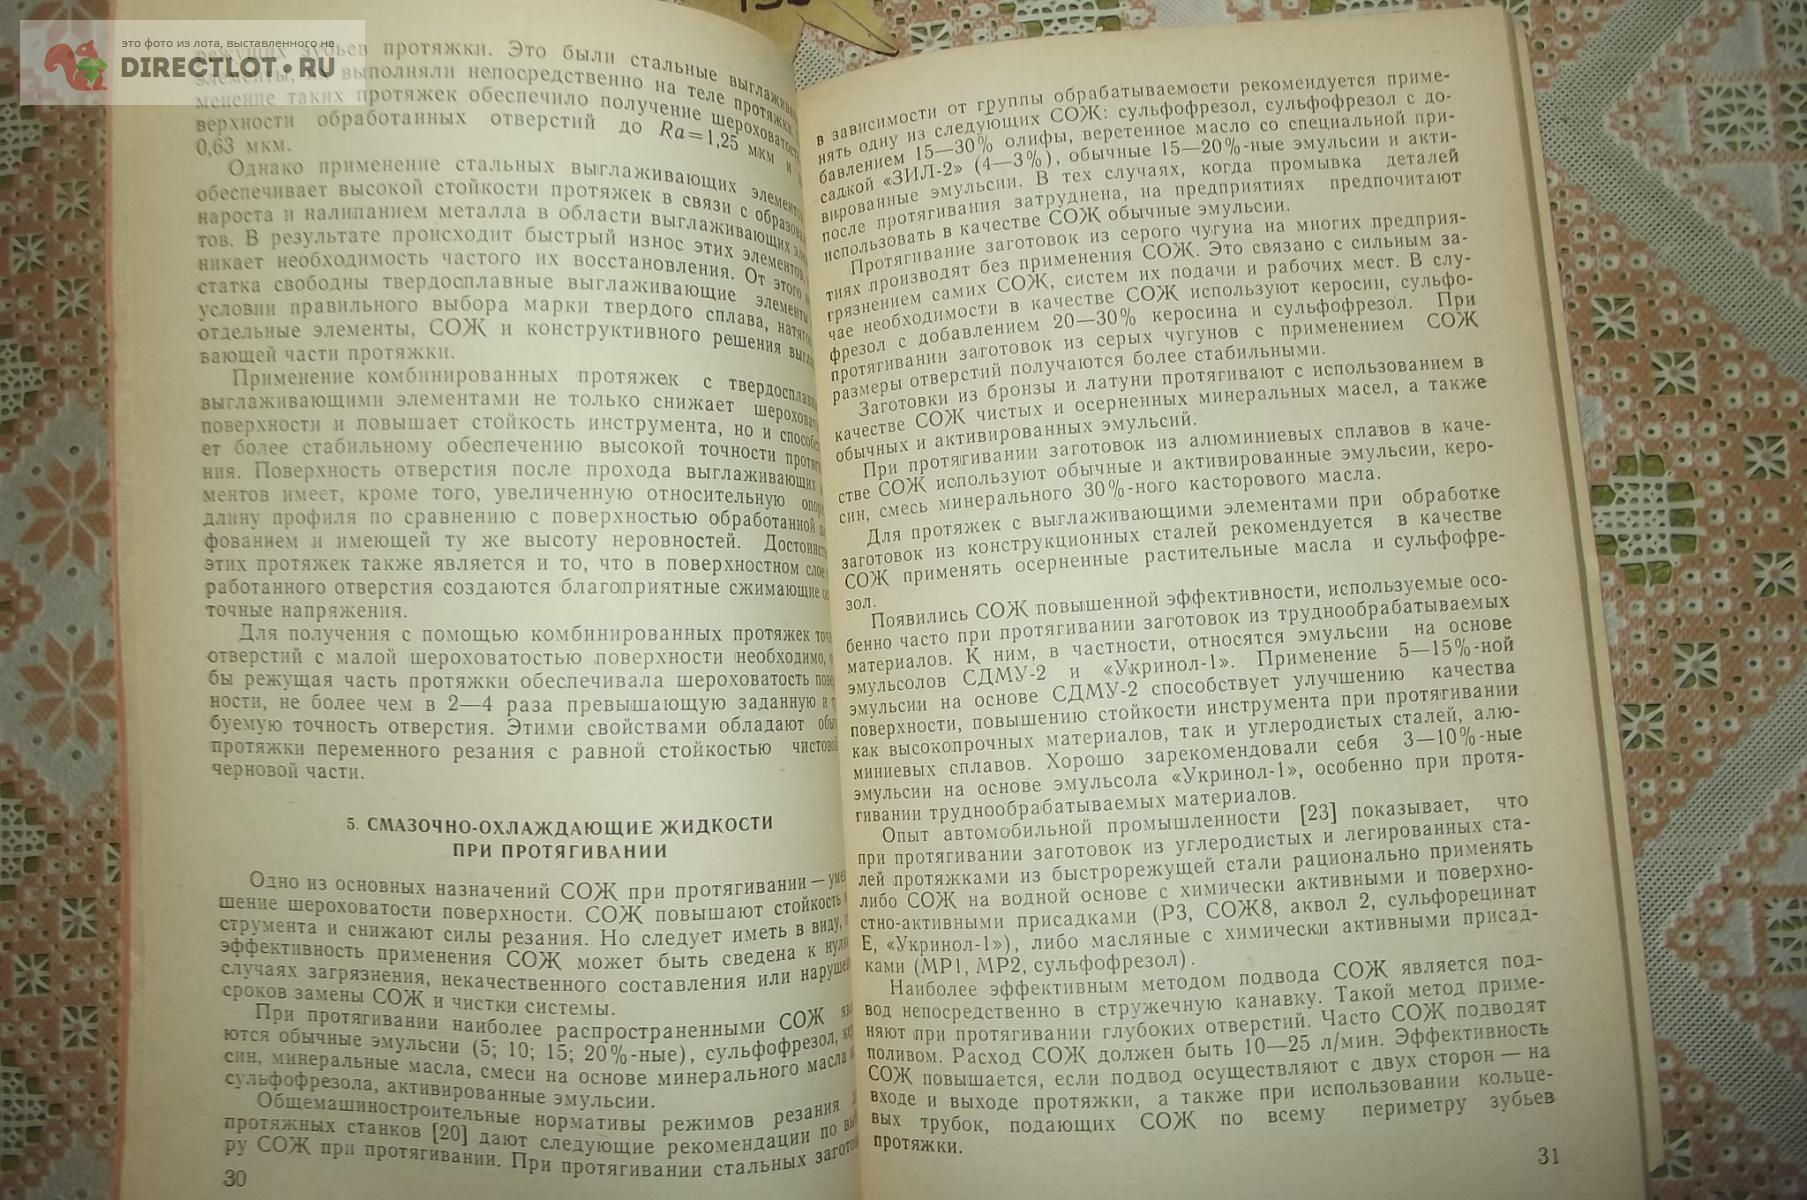 это фото из лота, выставленного на
DIRECTLOT.RU
режущих зубьев протяжки. Это были стальные
элементы, их выполняли непосредственно на теле протяжки.
менение таких протяжек обеспечило получение
верхности обработанных отверстий до Ra=1,25 мкм и
0,63 мкм.
Однако применение стальных выглаживающих
обеспечивает высокой стойкости протяжек в связи с
нароста и налипанием металла в области выглаживающих
тов. В результате происходит быстрый износ этих элементов,
никает необходимость частого их восстановления. От этого
статка свободны твердосплавные выглаживающие элементы
условии правильного выбора марки твердого сплава,
отдельные элементы, СОЖ и конструктивного решения
вающей части протяжки.
Применение комбинированных протяжек с
выглаживающими элементами не только снижает
поверхности и повышает стойкость инструмента, но и
ет более стабильному обеспечению высокой точности
ния. Поверхность отверстия после прохода выглаживающих
ментов имеет, кроме того, увеличенную относительную
длину профиля по сравнению с поверхностью обработанной
фованием и имеющей ту же высоту неровностей.
этих протяжек также является и то, что в поверхностном слое
работанного отверстия создаются благоприятные сжимающие
точные напряжения.
Для получения с помощью комбинированных протяжек
отверстий с малой шероховатостью поверхности необходимо,
бы режущая часть протяжки обеспечивала шероховатость
ности, не более чем в 2—4 раза превышающую заданную и
буемую точность отверстия. Этими свойствами обладают
протяжки переменного резания с равной стойкостью
черновой части.
5. СМАЗОЧНО-ОХЛАЖДАЮЩИЕ ЖИДКОСТИ
ПРИ ПРОТЯГИВАНИИ
Одно из основных назначений СОЖ при протягивании —
шение шероховатости поверхности. СОЖ повышают стойкость
струмента и снижают силы резания. Но следует иметь в виду,
эффективность применения СОЖ может быть сведена к
случаях загрязнения, некачественного составления или
сроков замены СОЖ и чистки системы.
При протягивании наиболее распространенными СОЖ
ются обычные эмульсии (5; 10; 15; 20%-ные), сульфофрезол,
син, минеральные масла, смеси на основе минерального масла
сульфофрезола, активированные эмульсии.
Общемашиностроительные нормативы режимов резания
протяжных станков [20] дают следующие рекомендации по
ру СОЖ при протягивании. При протягивании стальных
30
в зависимости от группы обрабатываемости рекомендуется приме-
нять одну из следующих СОЖ: сульфофрезол, сульфофрезол с до-
бавлением 15—30% олифы, веретенное масло со специальной при-
садкой «ЗИЛ-2» (4—3%), обычные 15—20%-ные эмульсии и акти-
вированные эмульсии. В тех случаях, когда промывка деталей
после протягивания затруднена, на предприятиях предпочитают
использовать в качестве СОЖ обычные эмульсии.
Протягивание заготовок из серого чугуна на многих предприя-
тиях производят без применения СОЖ. Это связано с сильным за-
грязнением самих СОЖ, систем их подачи и рабочих мест. В слу-
чае необходимости в качестве СОЖ используют керосин, сульфо-
фрезол с добавлением 20—30% керосина и сульфофрезол. При
протягивании заготовок из серых чугунов с применением СОЖ
размеры отверстий получаются более стабильными.
Заготовки из бронзы и латуни протягивают с использованием в
качестве СОЖ чистых и осерненных минеральных масел, а также
обычных и активированных эмульсий.
При протягивании заготовок из алюминиевых сплавов в каче-
стве СОЖ используют обычные и активированные эмульсии, керо-
син, смесь минерального 30%-ного касторового масла.
Для протяжек с выглаживающими элементами при обработке
заготовок из конструкционных сталей рекомендуется в качестве
СОЖ применять осерненные растительные масла и сульфофре-
зол.
Появились СОЖ повышенной эффективности, используемые осо-
бенно часто при протягивании заготовок из труднообрабатываемых
материалов. К ним, в частности, относятся эмульсии на основе
эмульсолов СДМУ-2 и «Укринол-1». Применение 5—15%-ной
эмульсии на основе СДМУ-2 способствует улучшению качества
поверхности, повышению стойкости инструмента при протягивании
как высокопрочных материалов, так и углеродистых сталей, алю-
миниевых сплавов. Хорошо зарекомендовали себя 3—10%-ные
эмульсии на основе эмульсола «Укринол-1», особенно при протя-
гивании труднообрабатываемых материалов.
Опыт автомобильной промышленности [23] показывает, что
при протягивании заготовок из углеродистых и легированных ста-
лей протяжками из быстрорежущей стали рационально применять
либо СОЖ на водной основе с химически активными и поверхно-
стно-активными присадками (РЗ, СОЖ8, аквол 2, сульфорецинат
Е, «Укринол-1»), либо масляные с химически активными присад-
ками (МР1, МР2, сульфофрезол).
Наиболее эффективным методом подвода СОЖ является под-
вод непосредственно в стружечную канавку. Такой метод приме-
няют при протягивании глубоких отверстий. Часто СОЖ подводят
поливом. Расход СОЖ должен быть 10—25 л/мин. Эффективность
СОЖ повышается, если подвод осуществляют с двух сторон — на
входе и выходе протяжки, а также при использовании кольце-
вых трубок, подающих СОЖ по всему периметру зубьев
протяжки.
31